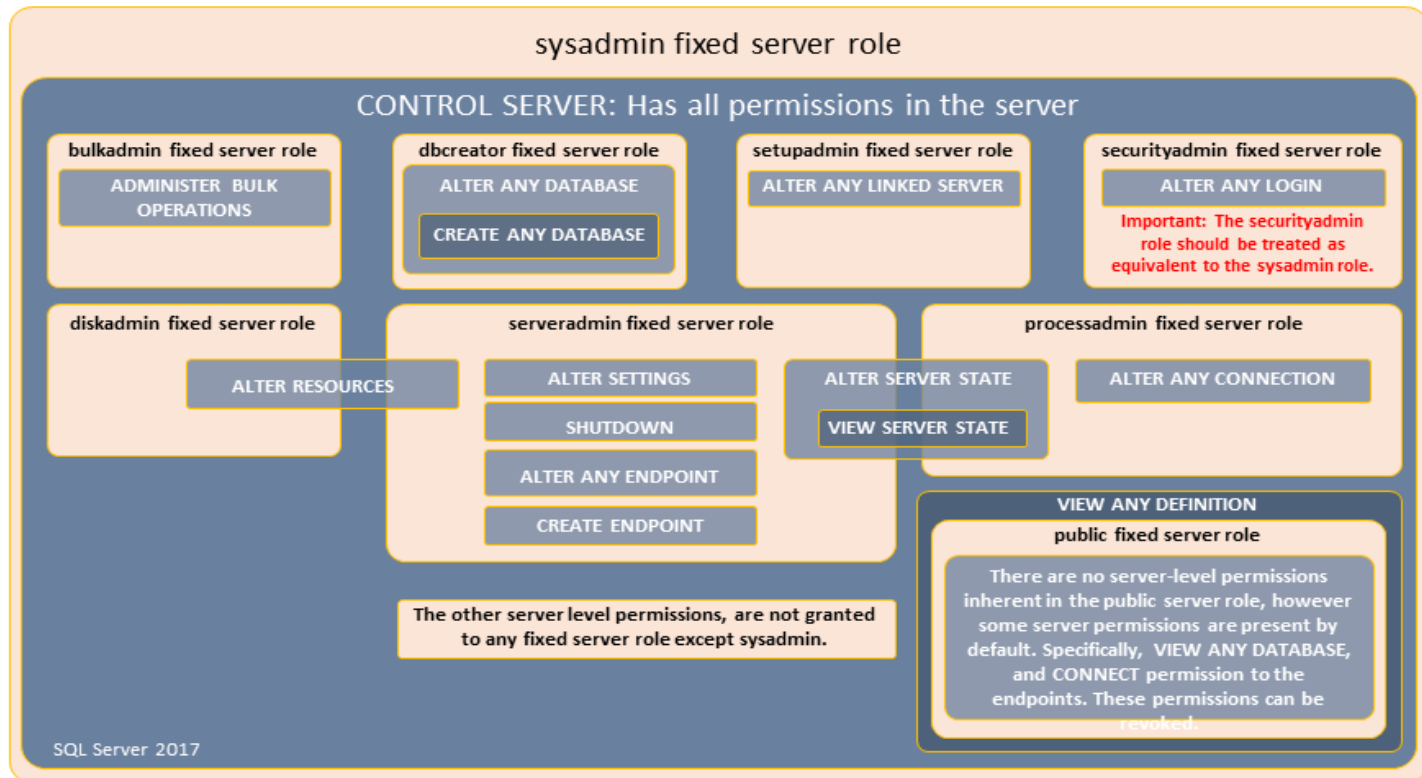 sysadmin fixed server role
CONTROL SERVER: Has all permissions in the server
bulkadmin fixed server role
ADMINISTER BULK
OPERATIONS
dbcreator fixed server role
ALTER ANY DATABASE
CREATE ANY DATABASE
setupadmin fixed server role
ALTER ANY LINKED SERVER
securityadmin fixed server role
ALTER ANY LOGIN
Important: The securityadmin
role should be treated as
equivalent to the sysadmin role.
diskadmin fixed server role
ALTER RESOURCES
serveradmin fixed server role
ALTER SETTINGS
SHUTDOWN
ALTER ANY ENDPOINT
CREATE ENDPOINT
ALTER SERVER STATE
VIEW SERVER STATE
processadmin fixed server role
ALTER ANY CONNECTION
VIEW ANY DEFINITION
public fixed server role
There are no server-level permissions
inherent in the public server role, however
some server permissions are present by
default. Specifically, VIEW ANY DATABASE,
and CONNECT permission to the
endpoints. These permissions can be
revoked.
The other server level permissions, are not granted
to any fixed server role except sysadmin.
SQL Server 2017